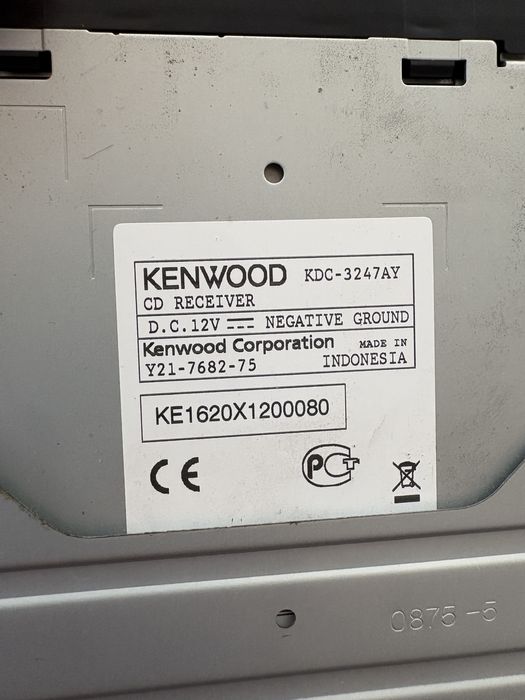 KENWOOD KDC-3247AY
CD RECEIVER
D.C.12V NEGATIVE GROUND
Kenwood Corporation MADE IN
Y21-7682-75 INDONESIA
KE1620X1200080
CE PCT
0875-5